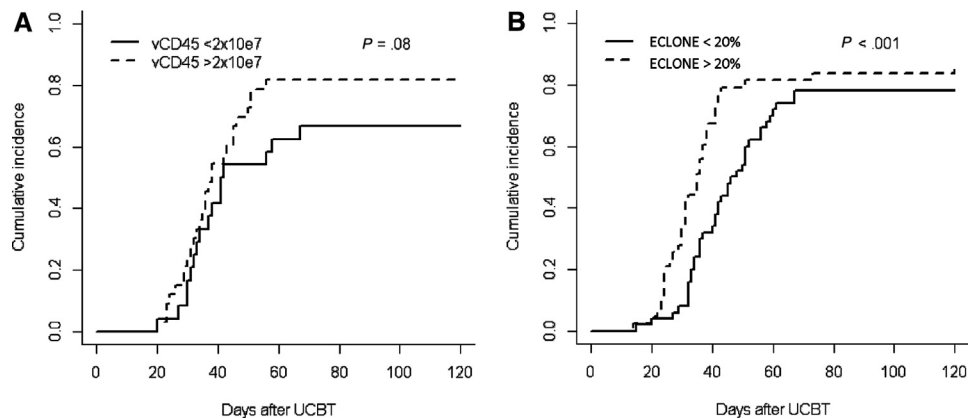 A
vCD45 <2x10e7
vCD45 >2x10e7
P = .08
Cumulative incidence
0.0 0.2 0.4 0.6 0.8 1.0
0 20 40 60 80 100 120
Days after UCBT
B
ECLONE < 20%
ECLONE > 20%
P < .001
Cumulative incidence
0.0 0.2 0.4 0.6 0.8 1.0
0 20 40 60 80 100 120
Days after UCBT